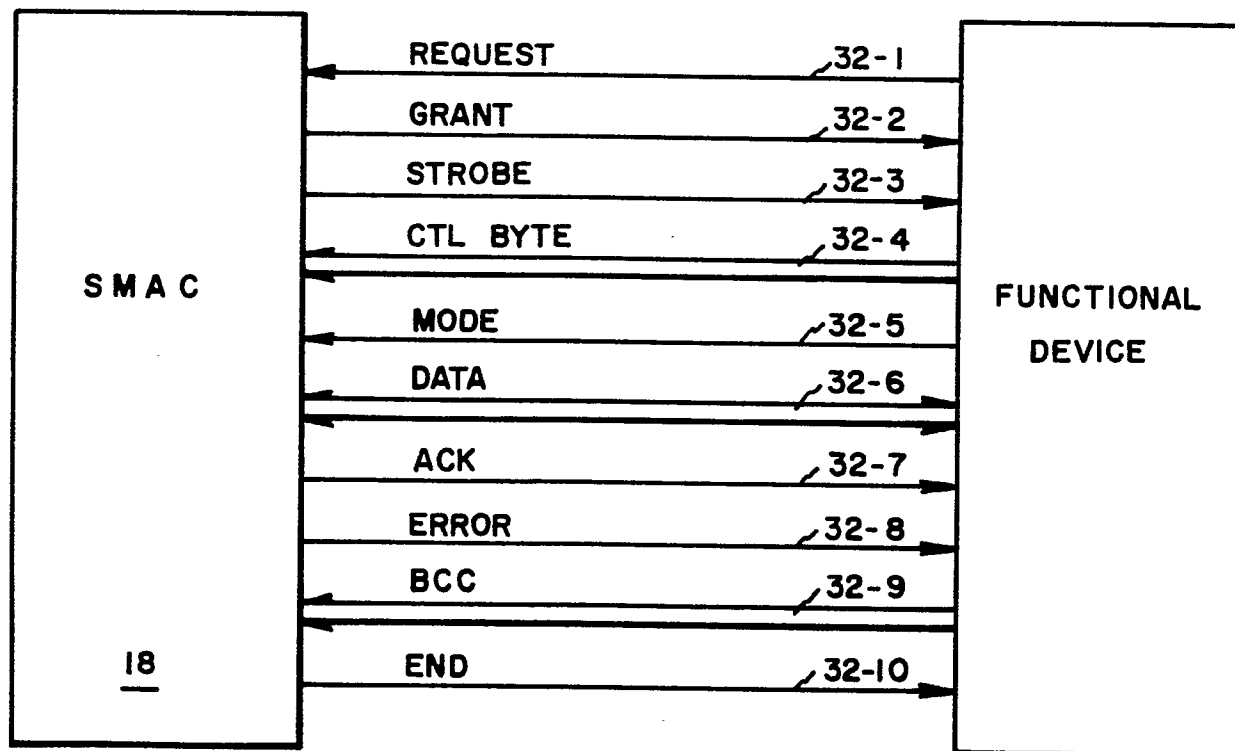 REQUEST 32-1
GRANT 32-2
STROBE 32-3
CTL BYTE 32-4
SMAC
FUNCTIONAL
DEVICE
MODE 32-5
DATA 32-6
ACK 32-7
ERROR 32-8
BCC 32-9
END 32-10
18